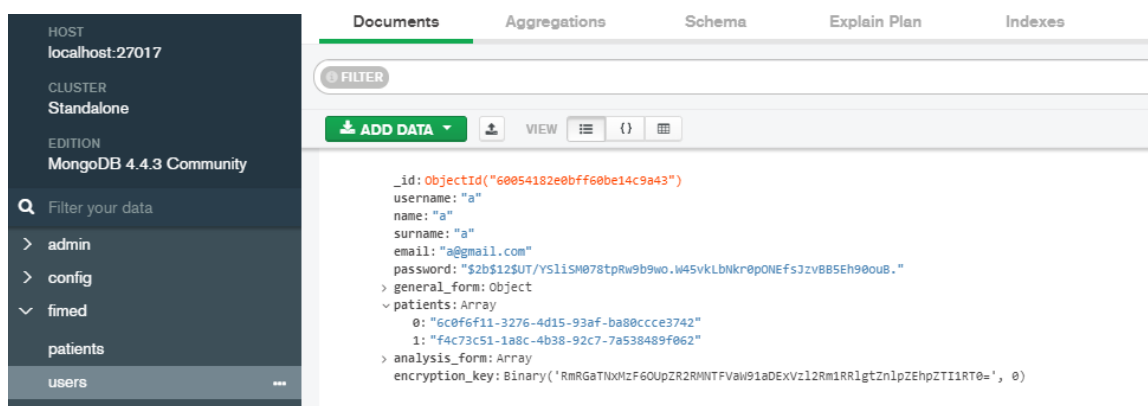 HOST
localhost:27017
CLUSTER
Standalone
EDITION
MongoDB 4.4.3 Community
Filter your data
admin
config
fimed
patients
users
Documents Aggregations Schema Explain Plan Indexes
FILTER
ADD DATA VIEW {}
_id: ObjectId("60054182e0bff60be14c9a43")
username: "a"
name: "a"
surname: "a"
email: "a@gmail.com"
password: "$2b$12$UT/YSliSM078tpRw9b9wo.W45vkLbNkr0pONEfsJzvBB5Eh90ouB."
general_form: Object
patients: Array
0: "6c0f6f11-3276-4d15-93af-ba80ccce3742"
1: "f4c73c51-1a8c-4b38-92c7-7a538489f062"
analysis_form: Array
encryption_key: Binary('RmRGaTNxMzF6OUpZR2RMNTFVaW91aDExVzl2Rm1RRlgtZnlpZEhpZTI1RT0=', 0)